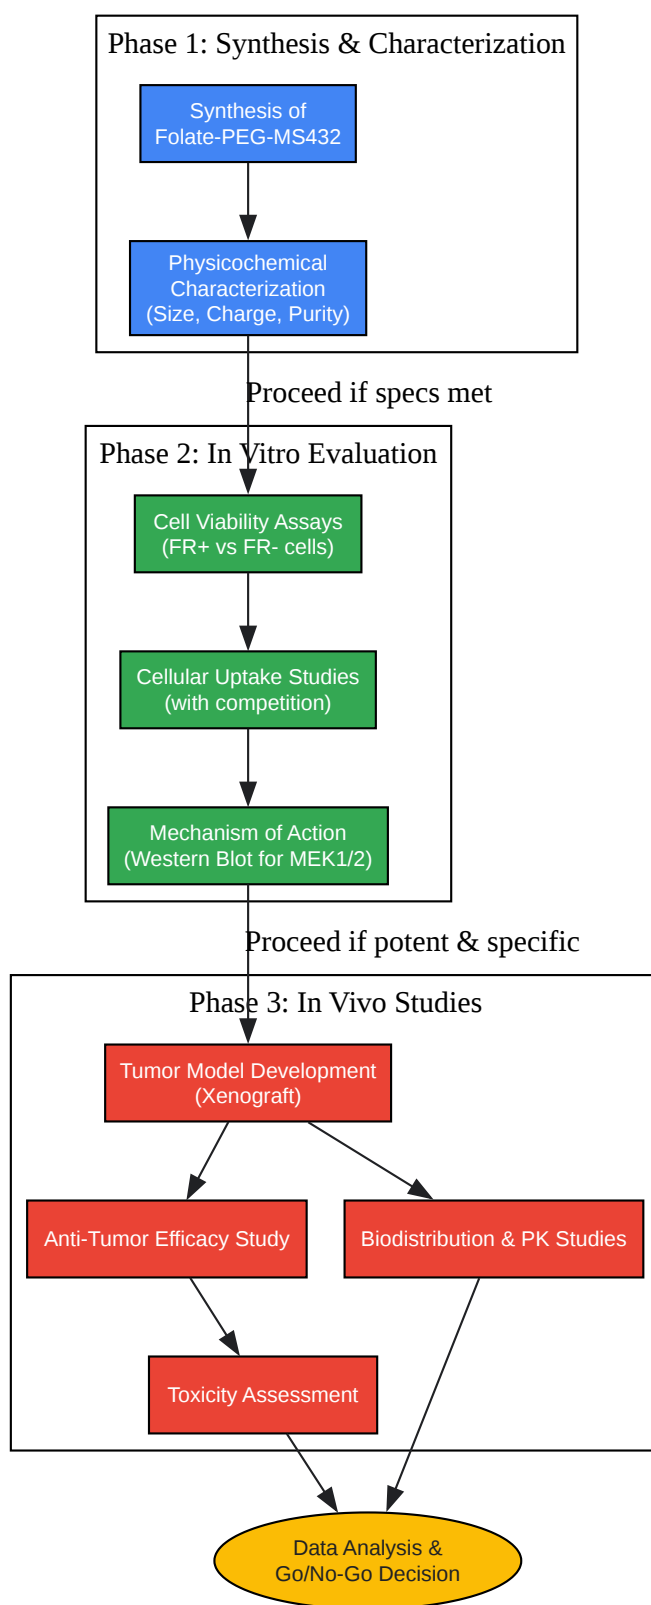 Phase 1: Synthesis & Characterization
Synthesis of
Folate-PEG-MS432
Physicochemical
Characterization
(Size, Charge, Purity)
Proceed if specs met
Phase 2: In Vitro Evaluation
Cell Viability Assays
(FR+ vs FR- cells)
Cellular Uptake Studies
(with competition)
Mechanism of Action
(Western Blot for MEK1/2)
Proceed if potent & specific
Phase 3: In Vivo Studies
Tumor Model Development
(Xenograft)
Anti-Tumor Efficacy Study
Biodistribution & PK Studies
Toxicity Assessment
Data Analysis &
Go/No-Go Decision